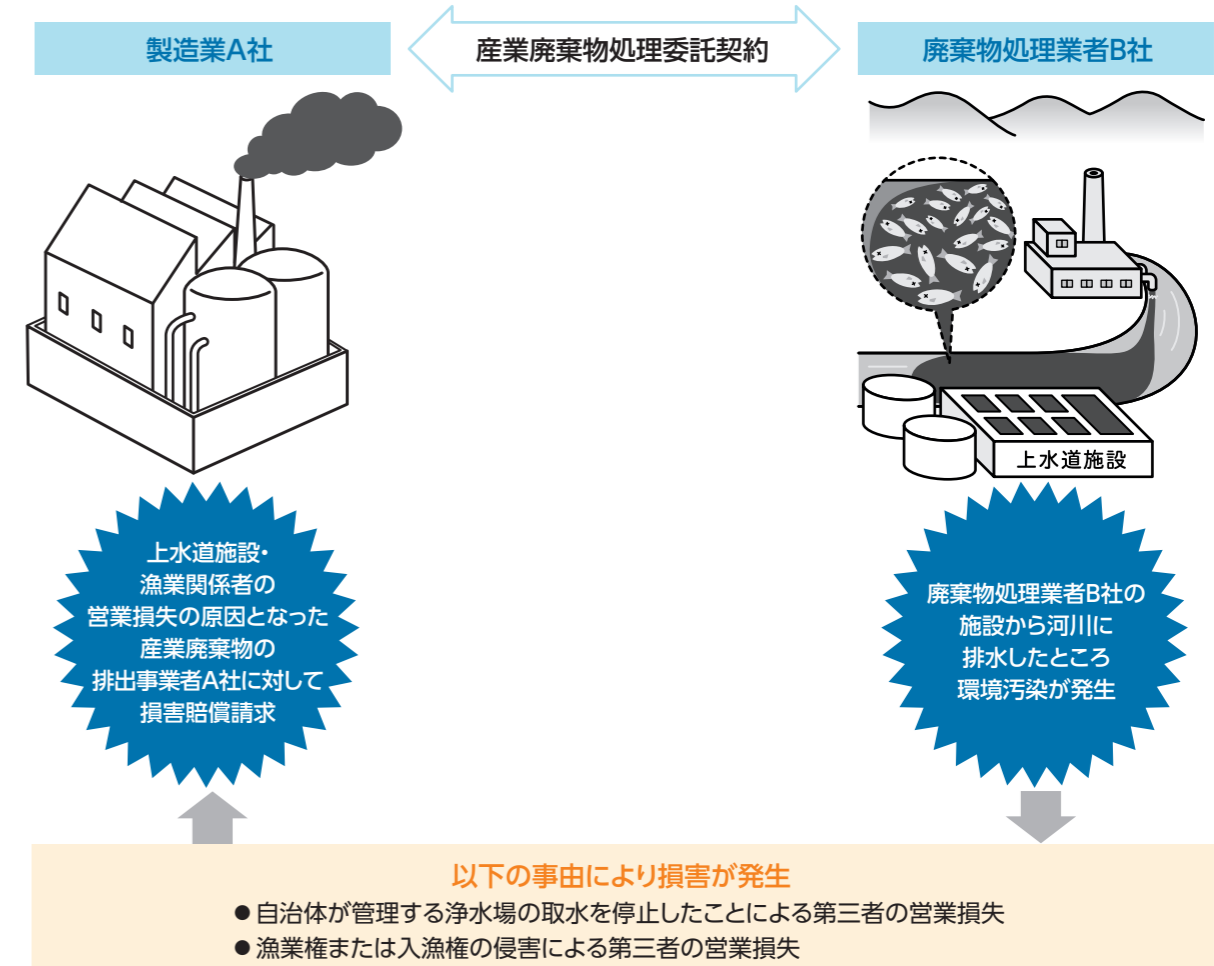 製造業A社
産業廃棄物処理委託契約
廃棄物処理業者B社
上水道施設
上水道施設・
漁業関係者の
営業損失の原因となった
産業廃棄物の
排出事業者A社に対して
損害賠償請求
廃棄物処理業者B社の
施設から河川に
排水したところ
環境汚染が発生
以下の事由により損害が発生
●自治体が管理する浄水場の取水を停止したことによる第三者の営業損失
●漁業権または入漁権の侵害による第三者の営業損失